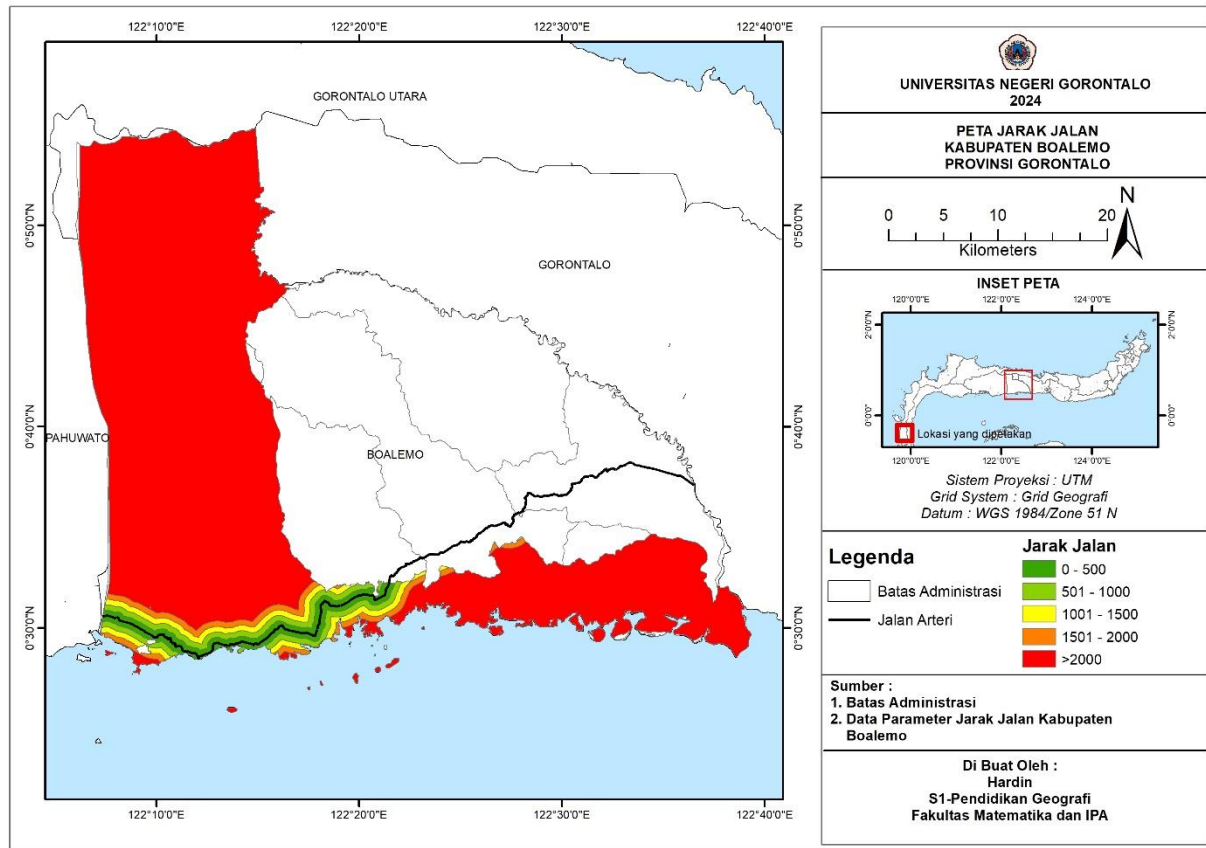 122°10'0"E
122°20'0"E
122°30'0"E
122°40'0"E
GORONTALO UTARA
0°50'0"N
0°50'0"N
GORONTALO
PAHUWATO
0°40'0"N
0°40'0"N
BOALEMO
0°30'0"N
0°30'0"N
122°10'0"E
122°20'0"E
122°30'0"E
122°40'0"E
UNIVERSITAS NEGERI GORONTALO
2024
PETA JARAK JALAN
KABUPATEN BOALEMO
PROVINSI GORONTALO
N
0 5 10 20
Kilometers
INSET PETA
120°0'0"E 122°0'0"E 124°0'0"E
2°0'0"N
2°0'0"N
0°0'0"N
0°0'0"N
Lokasi yang dipetakan
120°0'0"E 122°0'0"E 124°0'0"E
Sistem Proyeksi : UTM
Grid System : Grid Geografi
Datum : WGS 1984/Zone 51 N
Legenda
Batas Administrasi
Jalan Arteri
Jarak Jalan
0 - 500
501 - 1000
1001 - 1500
1501 - 2000
>2000
Sumber :
1. Batas Administrasi
2. Data Parameter Jarak Jalan Kabupaten
Boalemo
Di Buat Oleh :
Hardin
S1-Pendidikan Geografi
Fakultas Matematika dan IPA